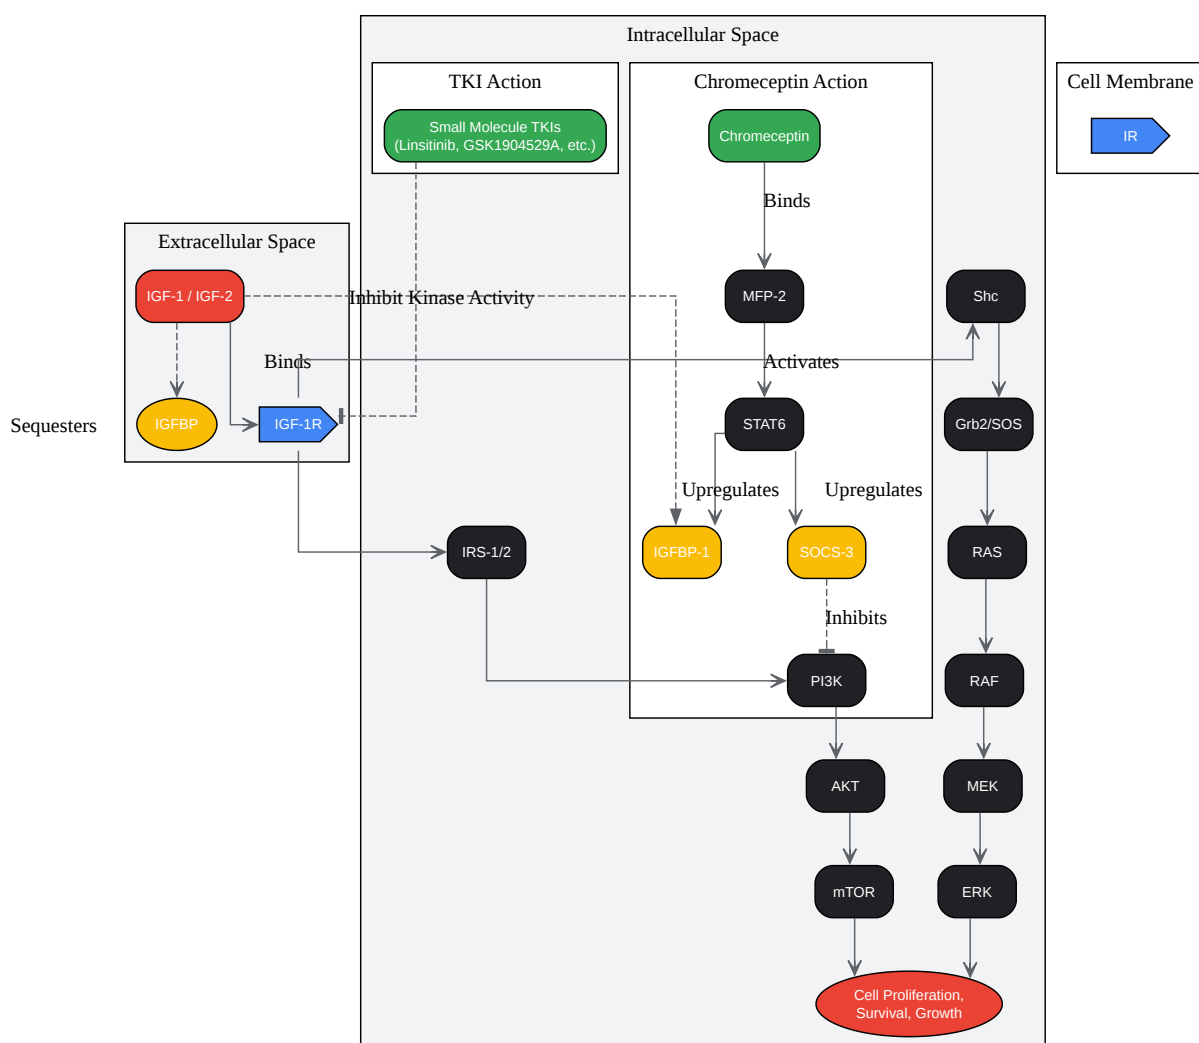 Intracellular Space
TKI Action
Chromeceptin Action
Cell Membrane
Small Molecule TKIs
(Linsitinib, GSK1904529A, etc.)
Chromeceptin
IR
Binds
Extracellular Space
IGF-1 / IGF-2
Inhibit Kinase Activity
MFP-2
Shc
Binds
Activates
Sequesters
IGFBP
IGF-1R
STAT6
Grb2/SOS
Upregulates
Upregulates
IRS-1/2
IGFBP-1
SOCS-3
RAS
Inhibits
PI3K
RAF
AKT
MEK
mTOR
ERK
Cell Proliferation,
Survival, Growth